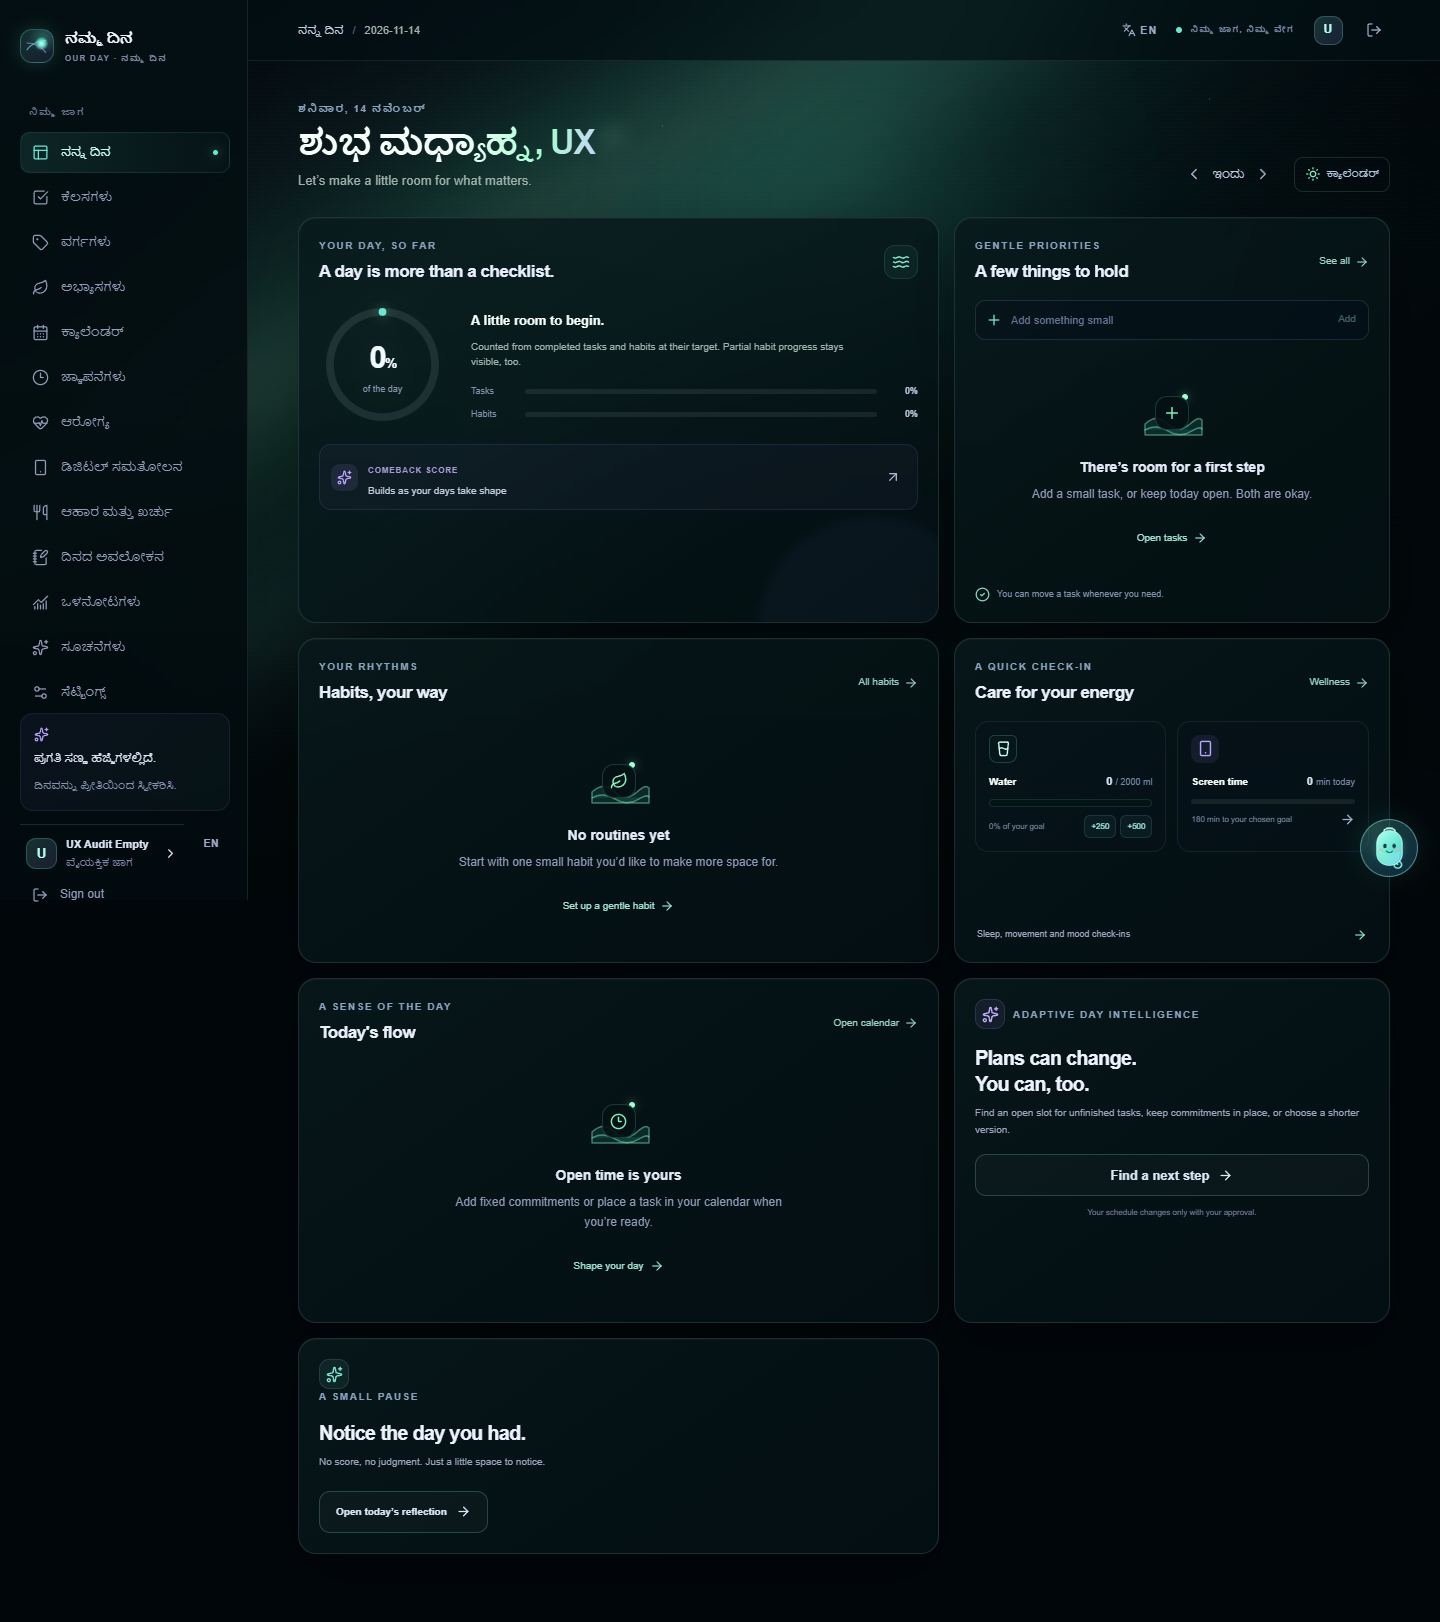 ನಮ್ಮ ದಿನ
OUR DAY · ನಮ್ಮ ದಿನ
ನಿಮ್ಮ ಜಾಗ
ನನ್ನ ದಿನ
ಕೆಲಸಗಳು
ವರ್ಗಗಳು
ಅಭ್ಯಾಸಗಳು
ಕ್ಯಾಲೆಂಡರ್
ಜ್ಞಾಪನೆಗಳು
ಆರೋಗ್ಯ
ಡಿಜಿಟಲ್ ಸಮತೋಲನ
ಆಹಾರ ಮತ್ತು ಖರ್ಚು
ದಿನದ ಅವಲೋಕನ
ಒಳನೋಟಗಳು
ಸೂಚನೆಗಳು
ಸೆಟ್ಟಿಂಗ್ಸ್
ಪ್ರಗತಿ ಸಣ್ಣ ಹೆಜ್ಜೆಗಳಲ್ಲಿದೆ.
ದಿನವನ್ನು ಪ್ರೀತಿಯಿಂದ ಸ್ವೀಕರಿಸಿ.
U
UX Audit Empty
ವೈಯಕ್ತಿಕ ಜಾಗ
EN
Sign out
ನನ್ನ ದಿನ / 2026-11-14
EN
ನಿಮ್ಮ ಜಾಗ, ನಿಮ್ಮ ವೇಗ
U
ಶನಿವಾರ, 14 ನವೆಂಬರ್
ಶುಭ ಮಧ್ಯಾಹ್ನ, UX
Let’s make a little room for what matters.
ಇಂದು
ಕ್ಯಾಲೆಂಡರ್
YOUR DAY, SO FAR
A day is more than a checklist.
0%
of the day
A little room to begin.
Counted from completed tasks and habits at their target. Partial habit progress stays
visible, too.
Tasks 0%
Habits 0%
COMEBACK SCORE
Builds as your days take shape
GENTLE PRIORITIES
A few things to hold
See all
Add something small
Add
There’s room for a first step
Add a small task, or keep today open. Both are okay.
Open tasks
You can move a task whenever you need.
YOUR RHYTHMS
Habits, your way
All habits
No routines yet
Start with one small habit you’d like to make more space for.
Set up a gentle habit
A QUICK CHECK-IN
Care for your energy
Wellness
Water 0 / 2000 ml
0% of your goal
+250
+500
Screen time 0 min today
180 min to your chosen goal
Sleep, movement and mood check-ins
A SENSE OF THE DAY
Today's flow
Open calendar
Open time is yours
Add fixed commitments or place a task in your calendar when
you’re ready.
Shape your day
ADAPTIVE DAY INTELLIGENCE
Plans can change.
You can, too.
Find an open slot for unfinished tasks, keep commitments in place, or choose a shorter
version.
Find a next step
Your schedule changes only with your approval.
A SMALL PAUSE
Notice the day you had.
No score, no judgment. Just a little space to notice.
Open today’s reflection